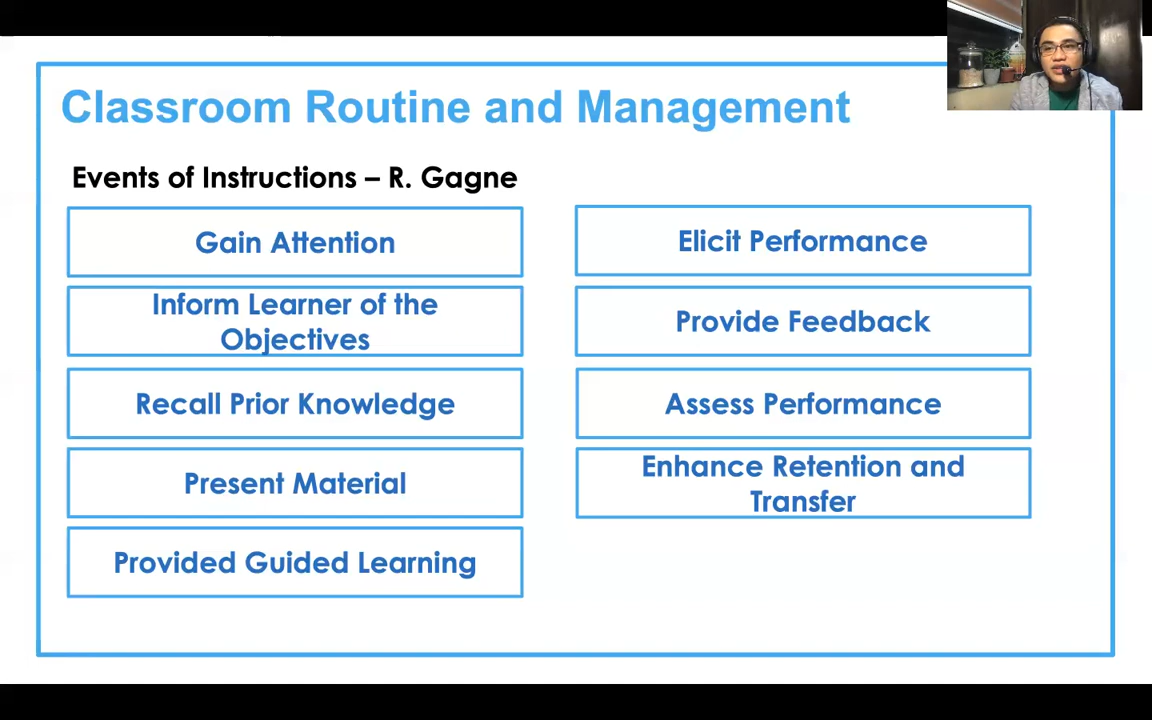 Classroom Routine and Management
Events of Instructions – R. Gagne
Gain Attention
Inform Learner of the
Objectives
Recall Prior Knowledge
Present Material
Provided Guided Learning
Elicit Performance
Provide Feedback
Assess Performance
Enhance Retention and
Transfer